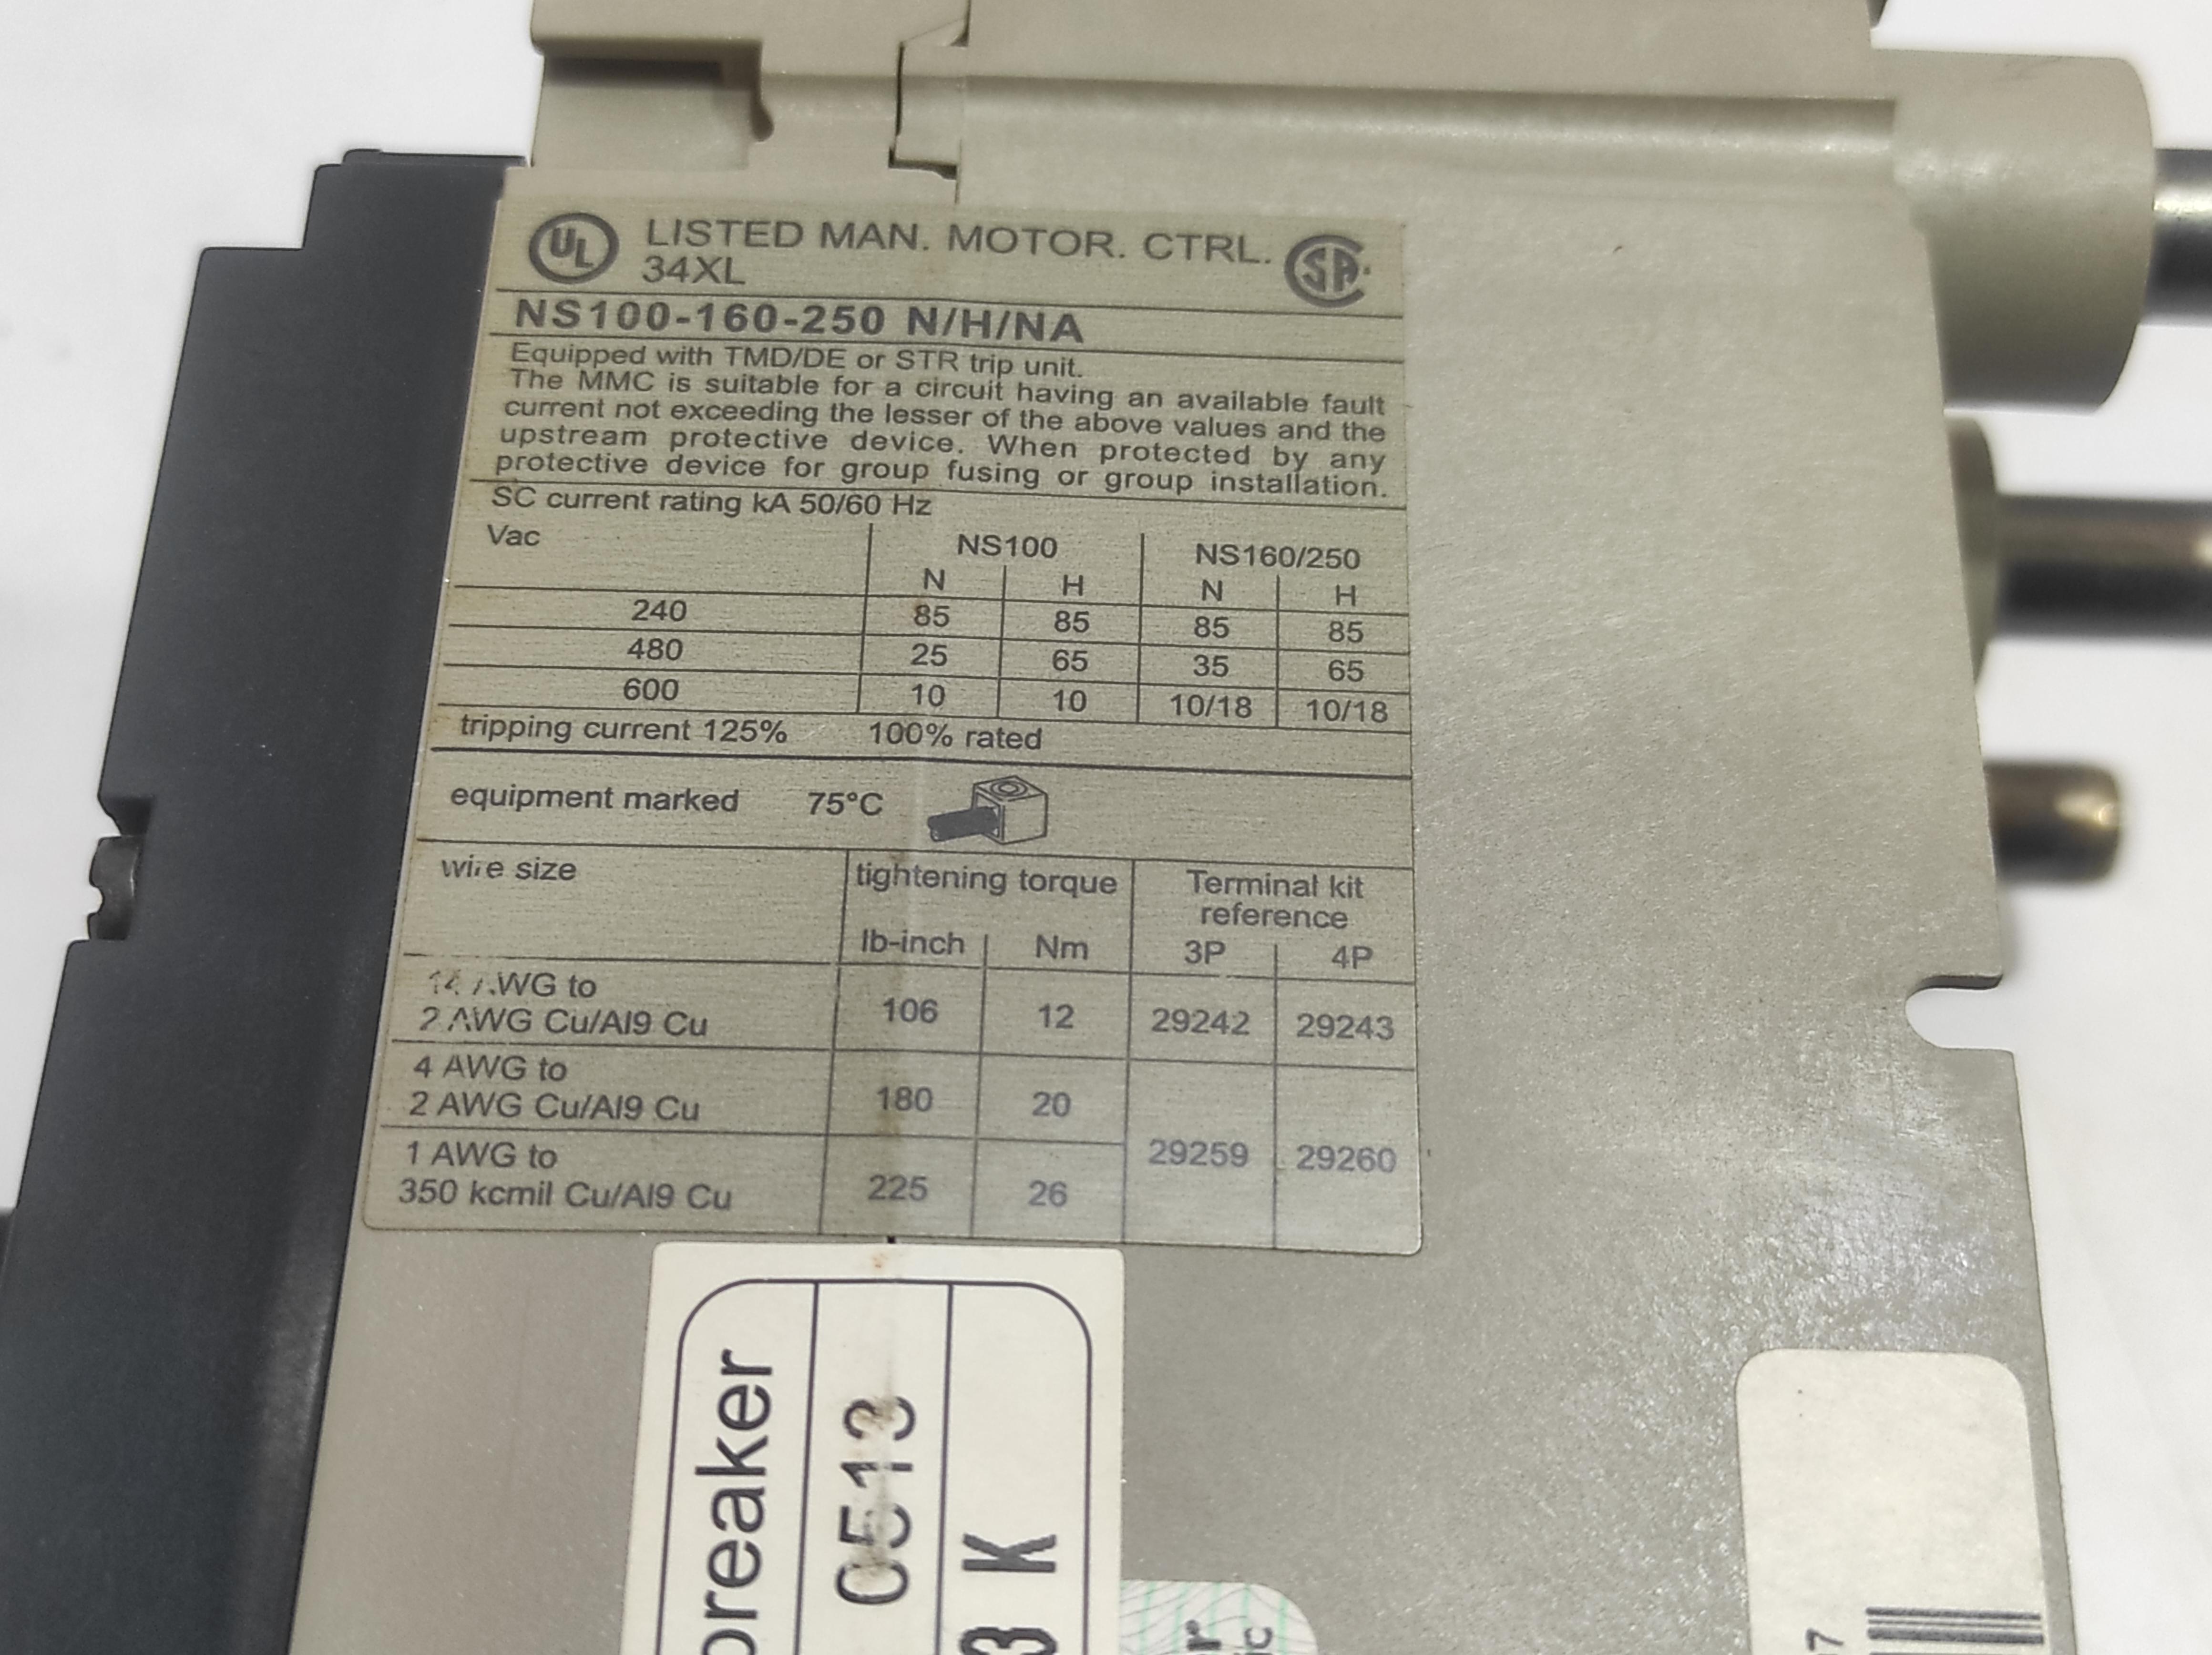 UL LISTED MAN. MOTOR. CTRL. SA
34XL
NS100-160-250 N/H/NA
Equipped with TMD/DE or STR trip unit.
The MMC is suitable for a circuit having an available fault
current not exceeding the lesser of the above values and the
upstream protective device. When protected by any
protective device for group fusing or group installation.
SC current rating kA 50/60 Hz
Vac NS100 NS160/250
N H N H
240 85 85 85 85
480 25 65 35 65
600 10 10 10/18 10/18
tripping current 125% 100% rated
equipment marked 75°C
wire size tightening torque Terminal kit
reference
lb-inch Nm 3P 4P
14 AWG to
2 AWG Cu/Al9 Cu 106 12 29242 29243
4 AWG to
2 AWG Cu/Al9 Cu 180 20
29259 29260
1 AWG to
350 kcmil Cu/Al9 Cu 225 26
breaker
0513
3 K
7